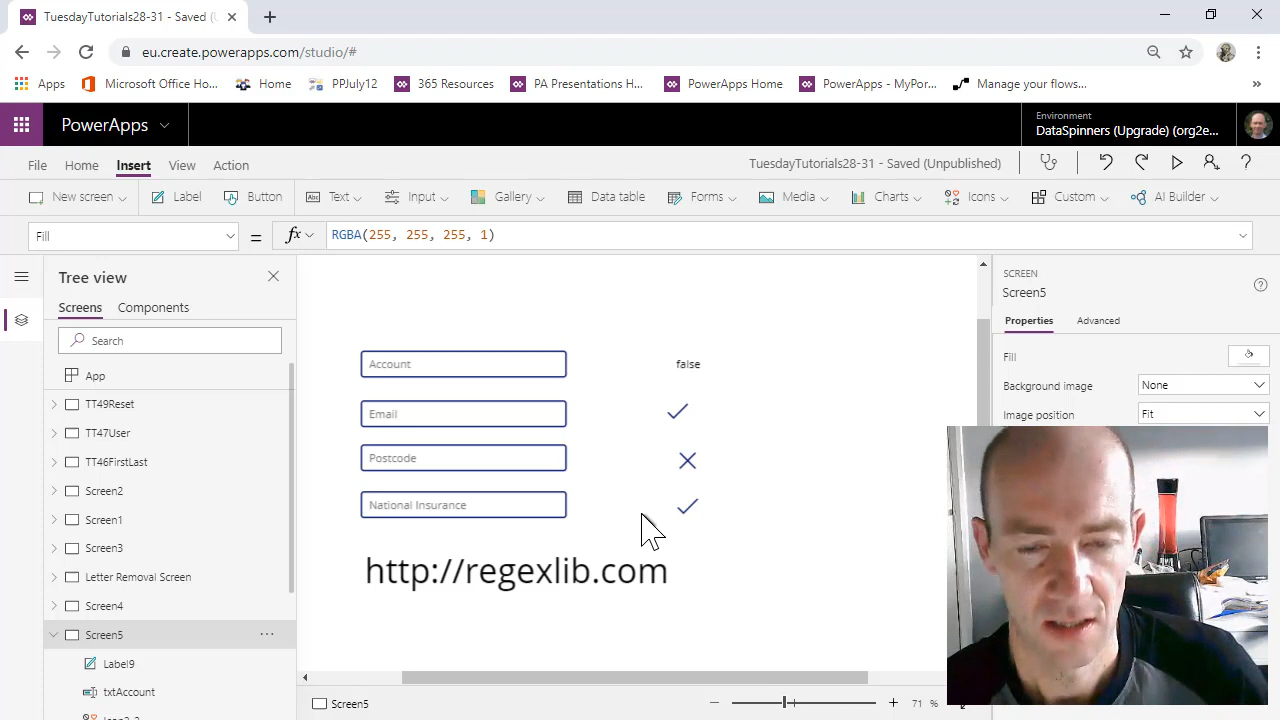 TuesdayTutorials28-31 - Saved (U
eu.create.powerapps.com/studio/#
Apps
Microsoft Office Ho...
Home
PPJuly12
365 Resources
PA Presentations H...
PowerApps Home
PowerApps - MyPor...
Manage your flows...
PowerApps
Environment
DataSpinners (Upgrade) (org2e...
File
Home
Insert
View
Action
TuesdayTutorials28-31 - Saved (Unpublished)
New screen
Label
Button
Text
Input
Gallery
Data table
Forms
Media
Charts
Icons
Custom
AI Builder
Fill
=
fx
RGBA(255, 255, 255, 1)
Tree view
Screens
Components
Search
App
TT49Reset
TT47User
TT46FirstLast
Screen2
Screen1
Screen3
Letter Removal Screen
Screen4
Screen5
Label9
txtAccount
Account
false
Email
Postcode
National Insurance
http://regexlib.com
Screen5
71 %
SCREEN
Screen5
Properties
Advanced
Fill
Background image
None
Image position
Fit